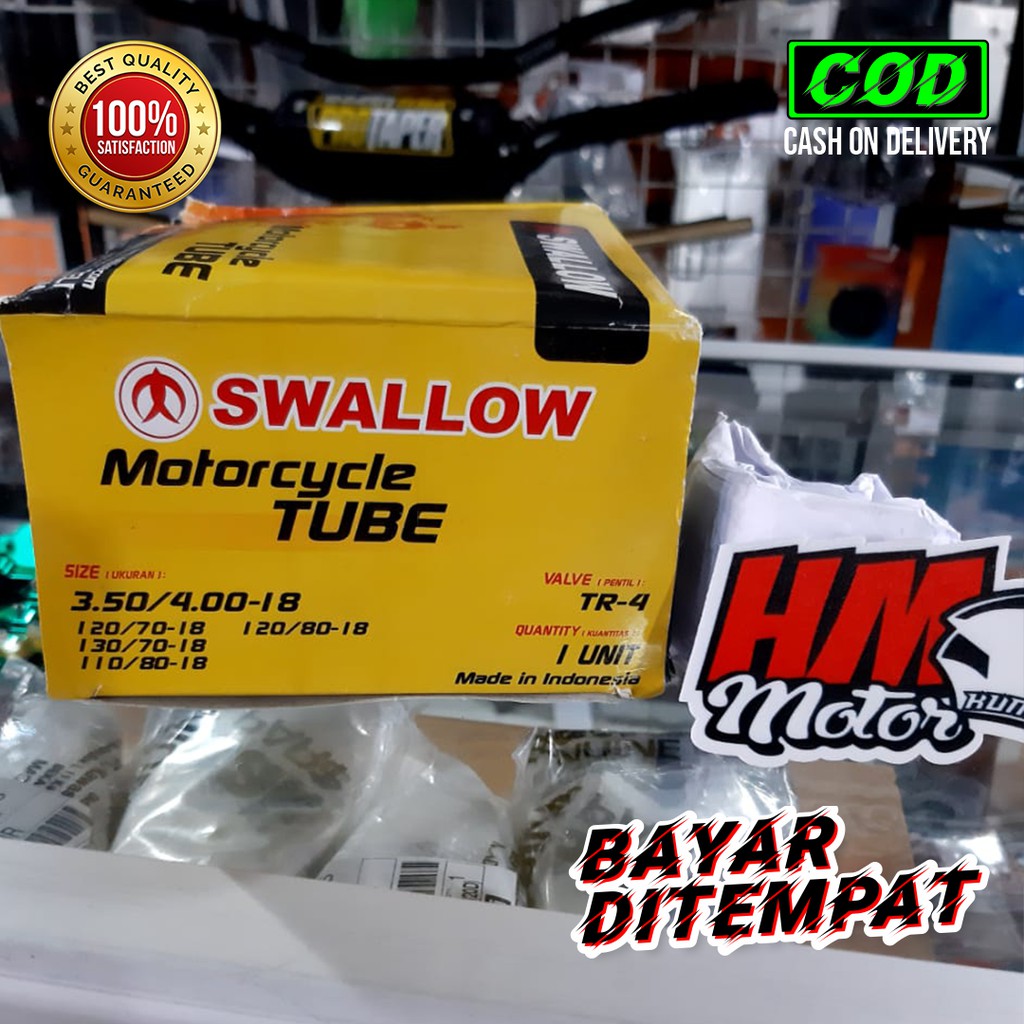 BEST QUALITY
100%
SATISFACTION
GUARANTEED
COD
CASH ON DELIVERY
TAPER
Motorcycle
TUBE
SWALLOW
SWALLOW
Motorcycle
TUBE
SIZE (UKURAN):
3.50/4.00-18
120/70-18 120/80-18
130/70-18
110/80-18
VALVE (PENTIL):
TR-4
QUANTITY (KUANTITAS):
1 UNIT
Made in Indonesia
HM
Motor
BAYAR
DITEMPAT